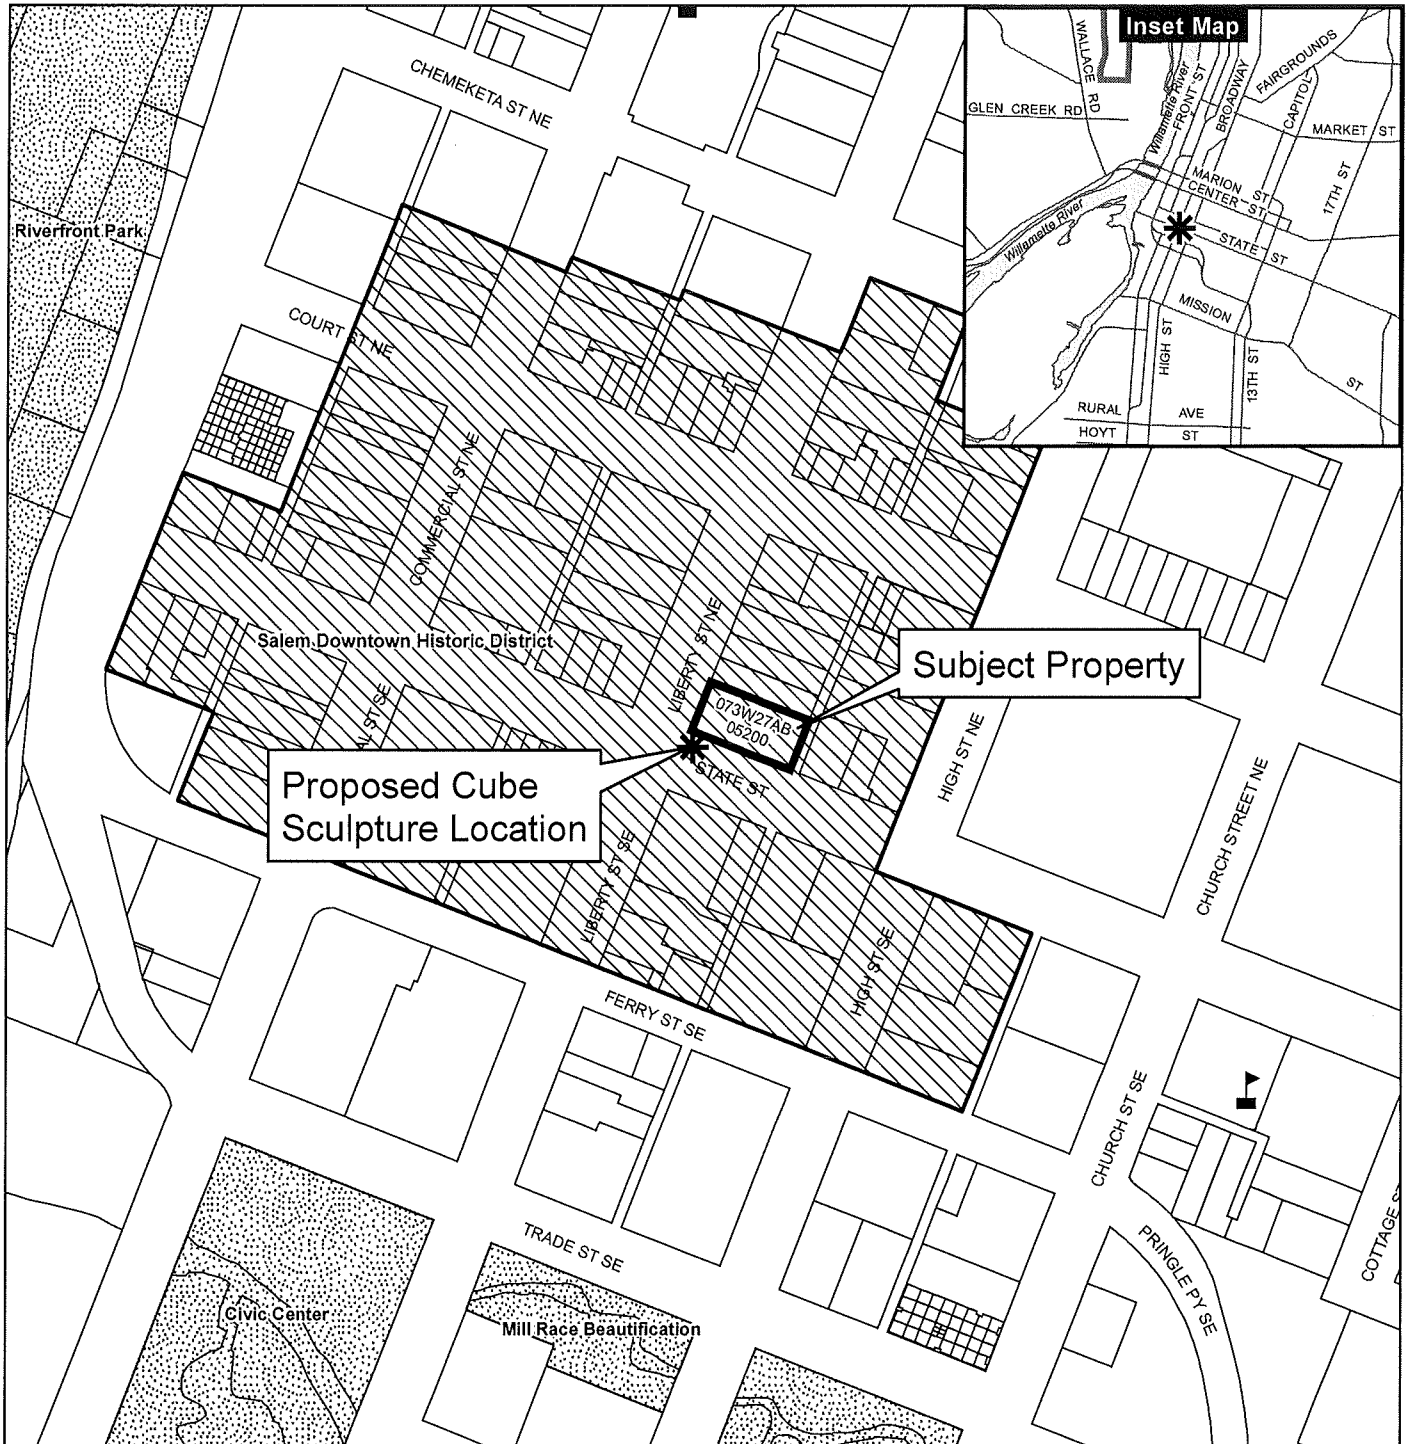 Inset Map
WALLACE RD
Willamette River
FRONT ST
BROADWAY
FAIRGROUNDS
CAPITOL
GLEN CREEK RD
MARKET ST
MARION ST
CENTER ST
17TH ST
Willamette River
STATE ST
MISSION
ST
HIGH ST
13TH ST
RURAL AVE
HOYT ST
CHEMEKETA ST NE
Riverfront Park
COURT ST NE
COMMERCIAL ST NE
Salem Downtown Historic District
LIBERTY ST NE
Subject Property
073W27AB
05200
AL ST SE
STATE ST
HIGH ST NE
Proposed Cube
Sculpture Location
CHURCH STREET NE
LIBERTY ST SE
HIGH ST SE
FERRY ST SE
CHURCH ST SE
TRADE ST SE
PRINGLE PY SE
COTTAGE S
Civic Center
Mill Race Beautification